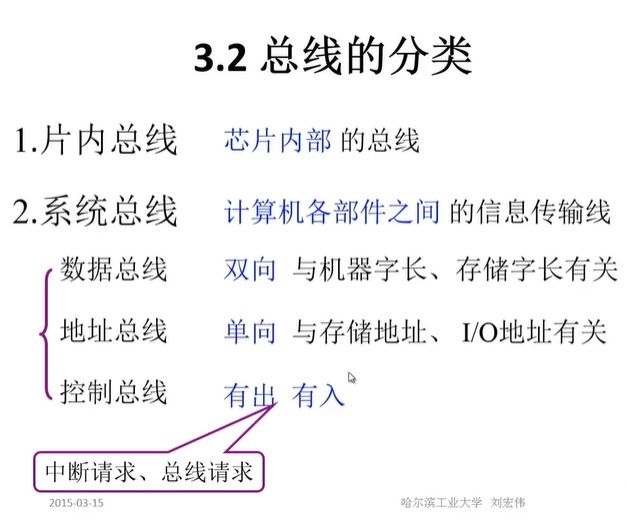 3.2 总线的分类
1.片内总线 芯片内部 的总线
2.系统总线 计算机各部件之间 的信息传输线
数据总线 双向 与机器字长、存储字长有关
地址总线 单向 与存储地址、 I/O地址有关
控制总线 有出 有入
中断请求、总线请求
2015-03-15 哈尔滨工业大学 刘宏伟